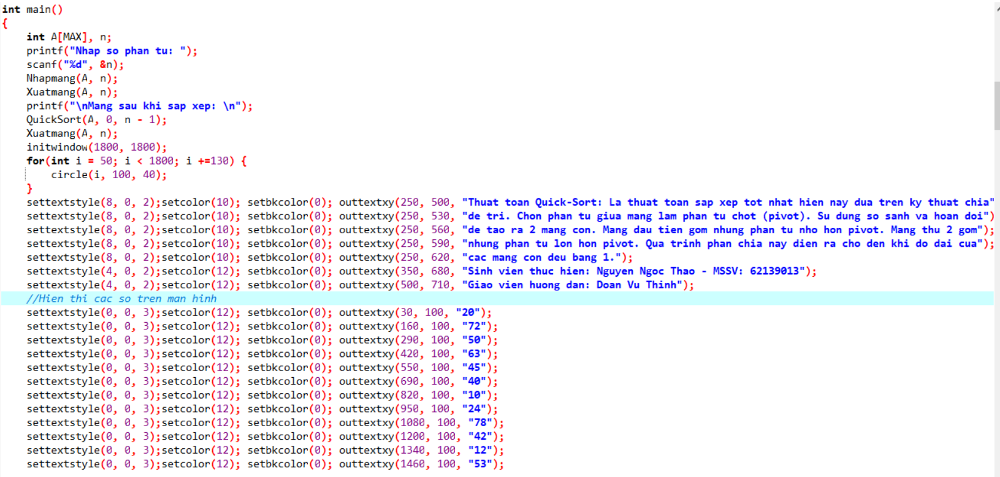 int main()
{
    int A[MAX], n;
    printf("Nhap so phan tu: ");
    scanf("%d", &n);
    Nhapmang(A, n);
    Xuatmang(A, n);
    printf("\nMang sau khi sap xep: \n");
    QuickSort(A, 0, n - 1);
    Xuatmang(A, n);
    initwindow(1800, 1800);
    for(int i = 50; i < 1800; i +=130) {
        circle(i, 100, 40);
    }
    settextstyle(8, 0, 2);setcolor(10); setbkcolor(0); outtextxy(250, 500, "Thuat toan Quick-Sort: La thuat toan sap xep tot nhat hien nay dua tren ky thuat chia"
    settextstyle(8, 0, 2);setcolor(10); setbkcolor(0); outtextxy(250, 530, "de tri. Chon phan tu giua mang lam phan tu chot (pivot). Su dung so sanh va hoan doi")
    settextstyle(8, 0, 2);setcolor(10); setbkcolor(0); outtextxy(250, 560, "de tao ra 2 mang con. Mang dau tien gom nhung phan tu nho hon pivot. Mang thu 2 gom");
    settextstyle(8, 0, 2);setcolor(10); setbkcolor(0); outtextxy(250, 590, "nhung phan tu lon hon pivot. Qua trinh phan chia nay dien ra cho den khi do dai cua");
    settextstyle(8, 0, 2);setcolor(10); setbkcolor(0); outtextxy(250, 620, "cac mang con deu bang 1.");
    settextstyle(4, 0, 2);setcolor(12); setbkcolor(0); outtextxy(350, 680, "Sinh vien thuc hien: Nguyen Ngoc Thao - MSSV: 62139013");
    settextstyle(4, 0, 2);setcolor(12); setbkcolor(0); outtextxy(500, 710, "Giao vien huong dan: Doan Vu Thinh");
    //Hien thi cac so tren man hinh
    settextstyle(0, 0, 3);setcolor(12); setbkcolor(0); outtextxy(30, 100, "20");
    settextstyle(0, 0, 3);setcolor(12); setbkcolor(0); outtextxy(160, 100, "72");
    settextstyle(0, 0, 3);setcolor(12); setbkcolor(0); outtextxy(290, 100, "50");
    settextstyle(0, 0, 3);setcolor(12); setbkcolor(0); outtextxy(420, 100, "63");
    settextstyle(0, 0, 3);setcolor(12); setbkcolor(0); outtextxy(550, 100, "45");
    settextstyle(0, 0, 3);setcolor(12); setbkcolor(0); outtextxy(690, 100, "40");
    settextstyle(0, 0, 3);setcolor(12); setbkcolor(0); outtextxy(820, 100, "10");
    settextstyle(0, 0, 3);setcolor(12); setbkcolor(0); outtextxy(950, 100, "24");
    settextstyle(0, 0, 3);setcolor(12); setbkcolor(0); outtextxy(1080, 100, "78");
    settextstyle(0, 0, 3);setcolor(12); setbkcolor(0); outtextxy(1200, 100, "42");
    settextstyle(0, 0, 3);setcolor(12); setbkcolor(0); outtextxy(1340, 100, "12");
    settextstyle(0, 0, 3);setcolor(12); setbkcolor(0); outtextxy(1460, 100, "53");